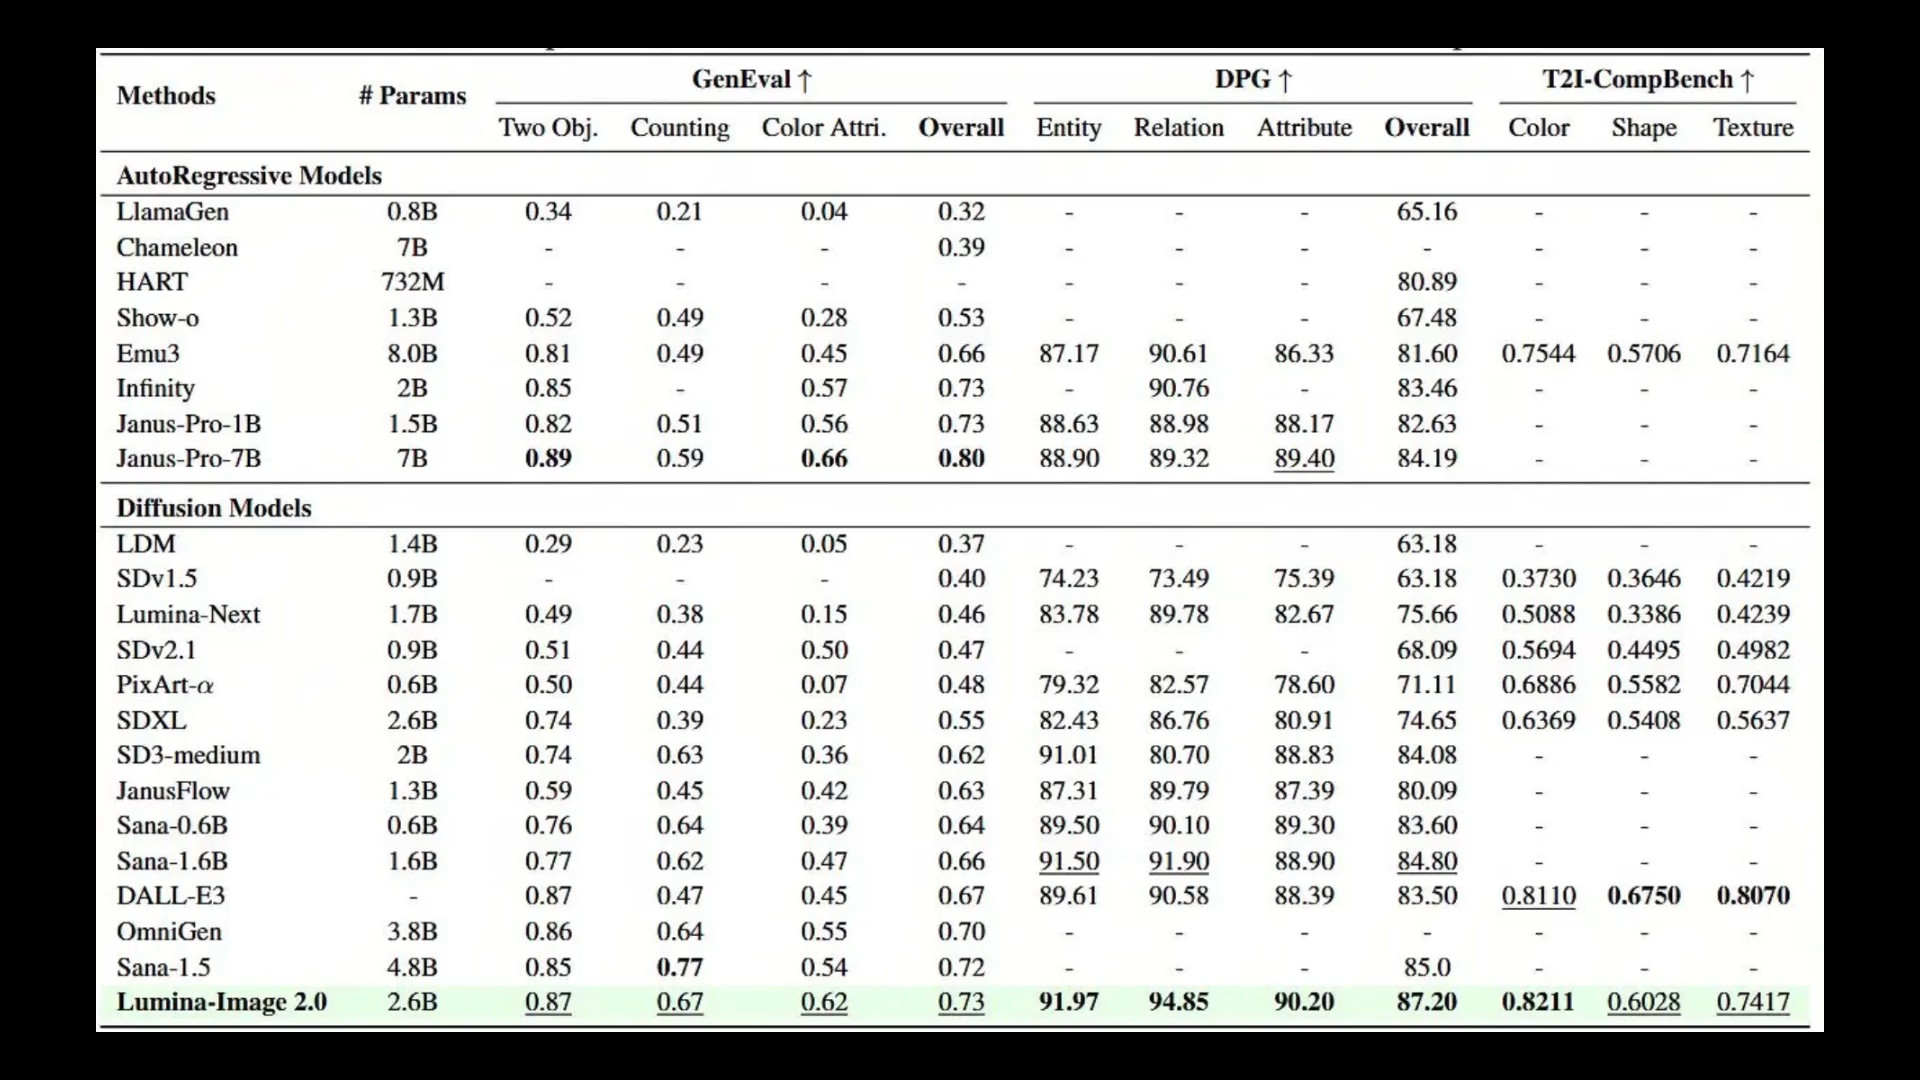 Methods # Params GenEval ↑ DPG ↑ T2I-CompBench ↑
Two Obj. Counting Color Attri. Overall Entity Relation Attribute Overall Color Shape Texture
AutoRegressive Models
LlamaGen 0.8B 0.34 0.21 0.04 0.32 - - - 65.16 - - -
Chameleon 7B - - - 0.39 - - - - - - -
HART 732M - - - - - - - 80.89 - - -
Show-o 1.3B 0.52 0.49 0.28 0.53 - - - 67.48 - - -
Emu3 8.0B 0.81 0.49 0.45 0.66 87.17 90.61 86.33 81.60 0.7544 0.5706 0.7164
Infinity 2B 0.85 - 0.57 0.73 - 90.76 - 83.46 - - -
Janus-Pro-1B 1.5B 0.82 0.51 0.56 0.73 88.63 88.98 88.17 82.63 - - -
Janus-Pro-7B 7B 0.89 0.59 0.66 0.80 88.90 89.32 89.40 84.19 - - -
Diffusion Models
LDM 1.4B 0.29 0.23 0.05 0.37 - - - 63.18 - - -
SDv1.5 0.9B - - - 0.40 74.23 73.49 75.39 63.18 0.3730 0.3646 0.4219
Lumina-Next 1.7B 0.49 0.38 0.15 0.46 83.78 89.78 82.67 75.66 0.5088 0.3386 0.4239
SDv2.1 0.9B 0.51 0.44 0.50 0.47 - - - 68.09 0.5694 0.4495 0.4982
PixArt-α 0.6B 0.50 0.44 0.07 0.48 79.32 82.57 78.60 71.11 0.6886 0.5582 0.7044
SDXL 2.6B 0.74 0.39 0.23 0.55 82.43 86.76 80.91 74.65 0.6369 0.5408 0.5637
SD3-medium 2B 0.74 0.63 0.36 0.62 91.01 80.70 88.83 84.08 - - -
JanusFlow 1.3B 0.59 0.45 0.42 0.63 87.31 89.79 87.39 80.09 - - -
Sana-0.6B 0.6B 0.76 0.64 0.39 0.64 89.50 90.10 89.30 83.60 - - -
Sana-1.6B 1.6B 0.77 0.62 0.47 0.66 91.50 91.90 88.90 84.80 - - -
DALL-E3 - 0.87 0.47 0.45 0.67 89.61 90.58 88.39 83.50 0.8110 0.6750 0.8070
OmniGen 3.8B 0.86 0.64 0.55 0.70 - - - - - - -
Sana-1.5 4.8B 0.85 0.77 0.54 0.72 - - - 85.0 - - -
Lumina-Image 2.0 2.6B 0.87 0.67 0.62 0.73 91.97 94.85 90.20 87.20 0.8211 0.6028 0.7417